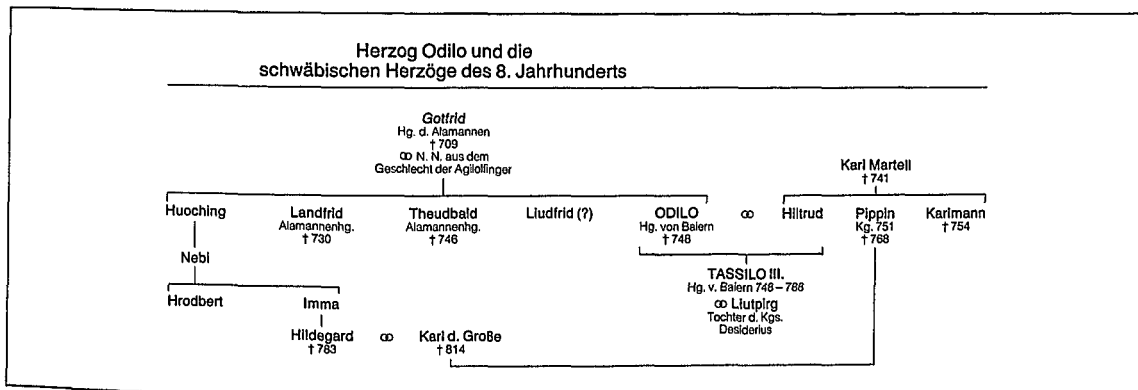 Herzog Odilo und die
schwäbischen Herzöge des 8. Jahrhunderts
Gotfrid
Hg. d. Alamannen
†709
∞ N. N. aus dem
Geschlecht der Agilolfinger
Karl Martell
†741
Huoching
Landfrid
Alamannenhg.
†730
Theudbald
Alamannenhg.
†746
Liudfrid (?)
ODILO
Hg. von Baiern
†748
∞
Hiltrud
Pippin
Kg. 751
†768
Karlmann
†754
Nebi
TASSILO III.
Hg. v. Baiern 748–788
∞ Liutpirg
Tochter d. Kgs.
Desiderius
Hrodbert
Imma
Hildegard
†783
∞
Karl d. Große
†814